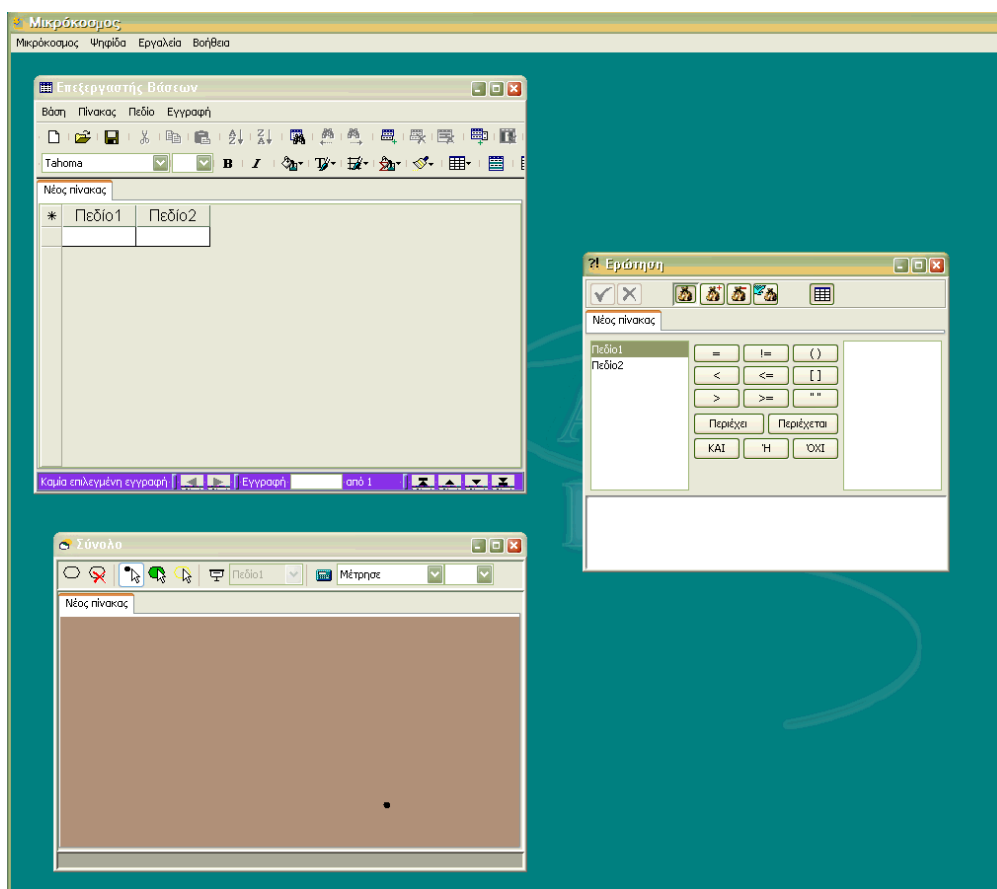 Μικρόκοσμος
Μικρόκοσμος Ψηφίδα Εργαλεία Βοήθεια
Επεξεργαστής Βάσεων
Βάση Πίνακας Πεδίο Εγγραφή
Tahoma B I
Νέος πίνακας
* Πεδίο1 Πεδίο2
Καμία επιλεγμένη εγγραφή Εγγραφή από 1
?! Ερώτηση
Νέος πίνακας
Πεδίο1
Πεδίο2
= != ()
< <= []
> >= ""
Περιέχει Περιέχεται
ΚΑΙ Ή ΌΧΙ
Σύνολο
Πεδίο1 Μέτρησε
Νέος πίνακας